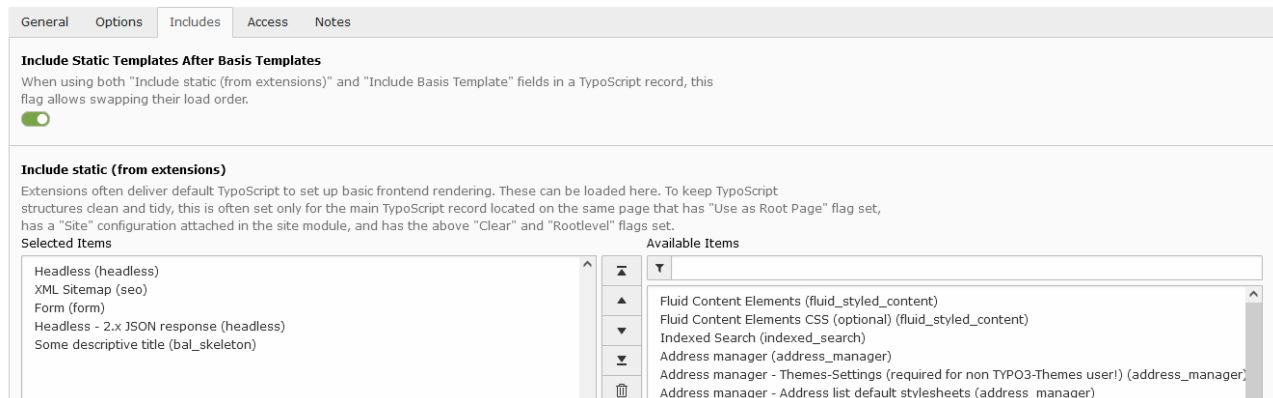 General Options Includes Access Notes
Include Static Templates After Basis Templates
When using both "Include static (from extensions)" and "Include Basis Template" fields in a TypoScript record, this
flag allows swapping their load order.
Include static (from extensions)
Extensions often deliver default TypoScript to set up basic frontend rendering. These can be loaded here. To keep TypoScript
structures clean and tidy, this is often set only for the main TypoScript record located on the same page that has "Use as Root Page" flag set,
has a "Site" configuration attached in the site module, and has the above "Clear" and "Rootlevel" flags set.
Selected Items
Headless (headless)
XML Sitemap (seo)
Form (form)
Headless - 2.x JSON response (headless)
Some descriptive title (bal_skeleton)
Available Items
Fluid Content Elements (fluid_styled_content)
Fluid Content Elements CSS (optional) (fluid_styled_content)
Indexed Search (indexed_search)
Address manager (address_manager)
Address manager - Themes-Settings (required for non TYPO3-Themes user!) (address_manager)
Address manager - Address list default stylesheets (address_manager)